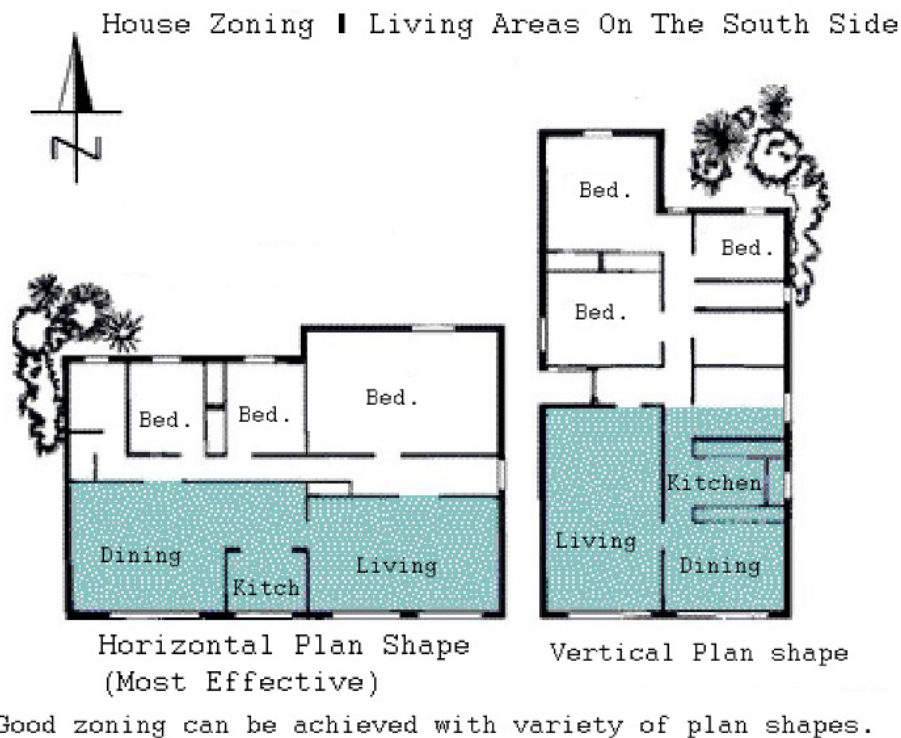 House Zoning ▮ Living Areas On The South Side
N
Bed.
Bed.
Bed.
Bed.
Bed.
Bed.
Kitchen
Living
Dining
Dining
Living
Kitch
Horizontal Plan Shape
(Most Effective)
Vertical Plan shape
Good zoning can be achieved with variety of plan shapes.